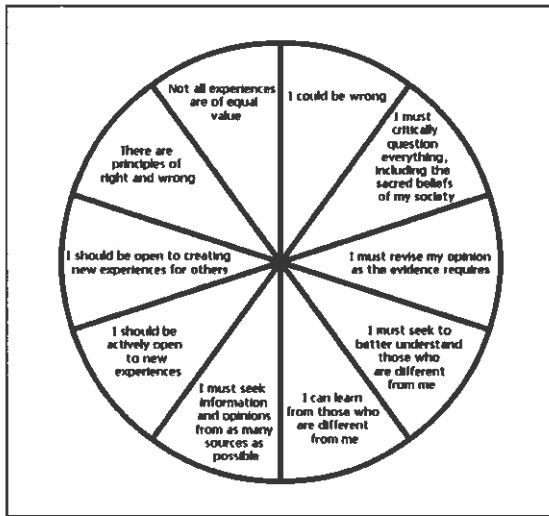 Not all experiences
are of equal
value
I could be wrong
I must
critically
question
everything,
including the
sacred beliefs
of my society
I must revise my opinion
as the evidence requires
I must seek to
better understand
those who
are different
from me
I can learn
from those who
are different
from me
I must seek
information
and opinions
from as many
sources as
possible
I should be
actively open
to new
experiences
I should be open to creating
new experiences for others
There are
principles of
right and wrong